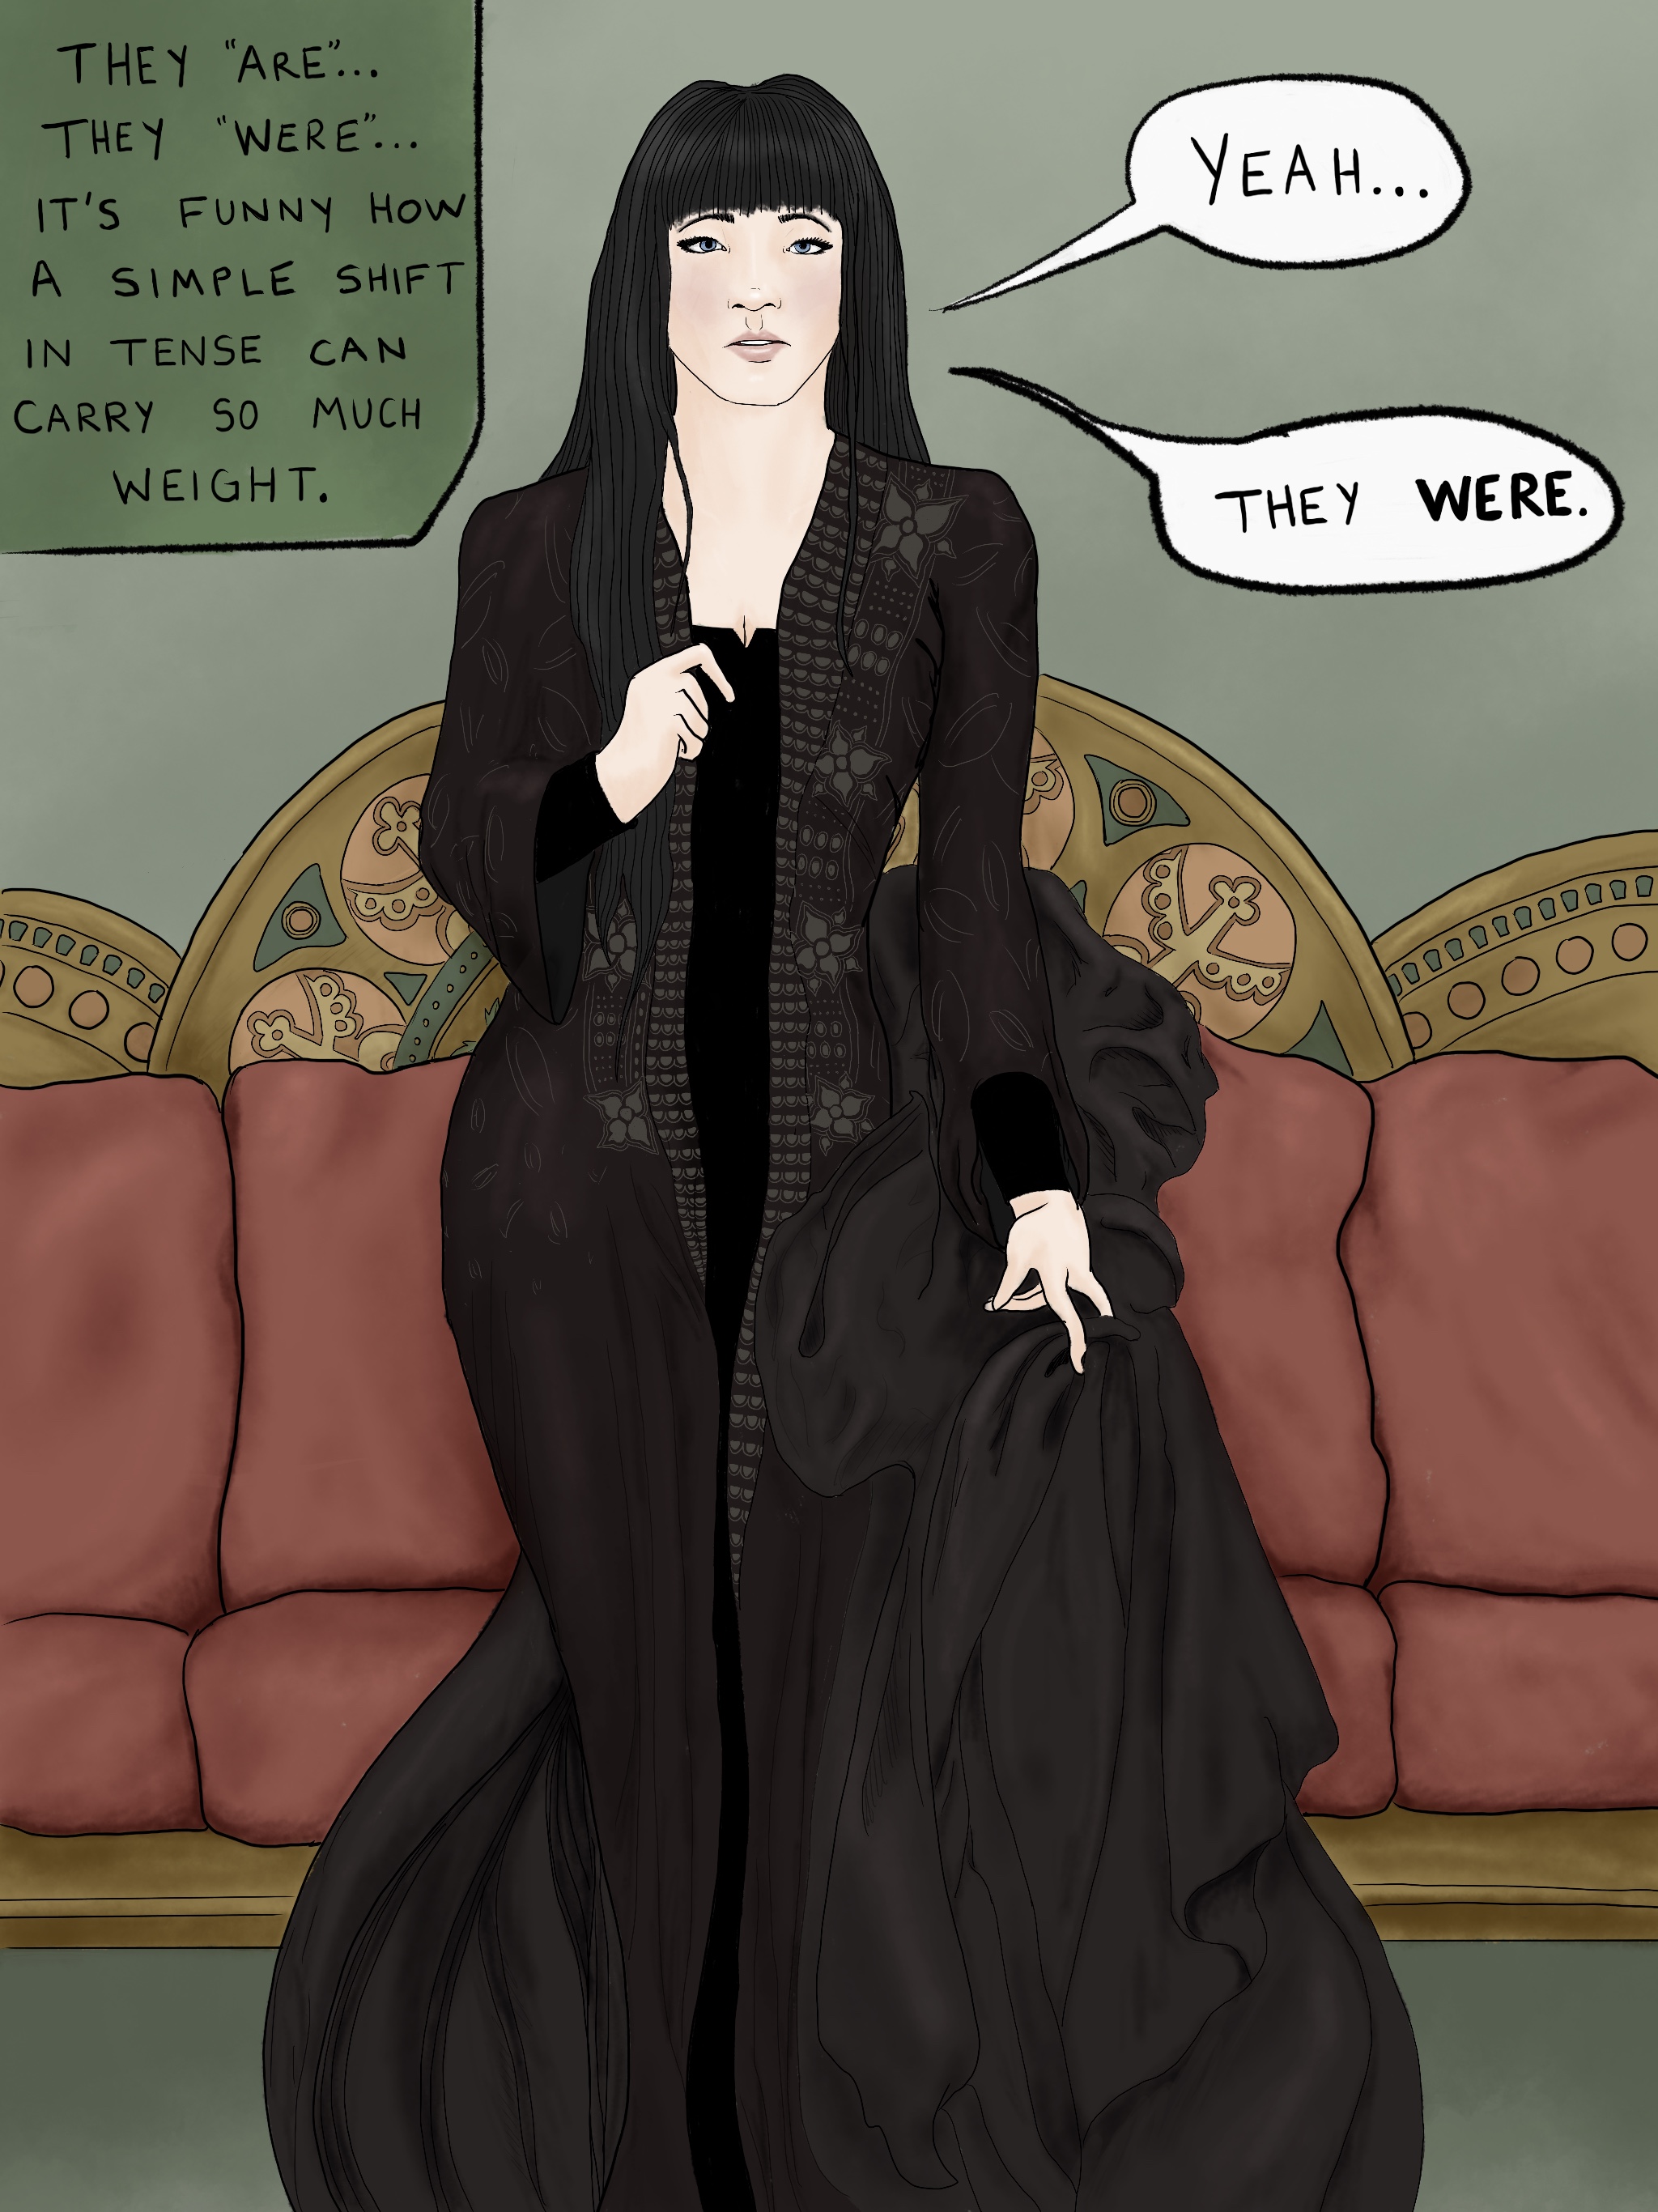 THEY "ARE"...
THEY "WERE"...
IT'S FUNNY HOW
A SIMPLE SHIFT
IN TENSE CAN
CARRY SO MUCH
WEIGHT.
YEAH...
THEY WERE.